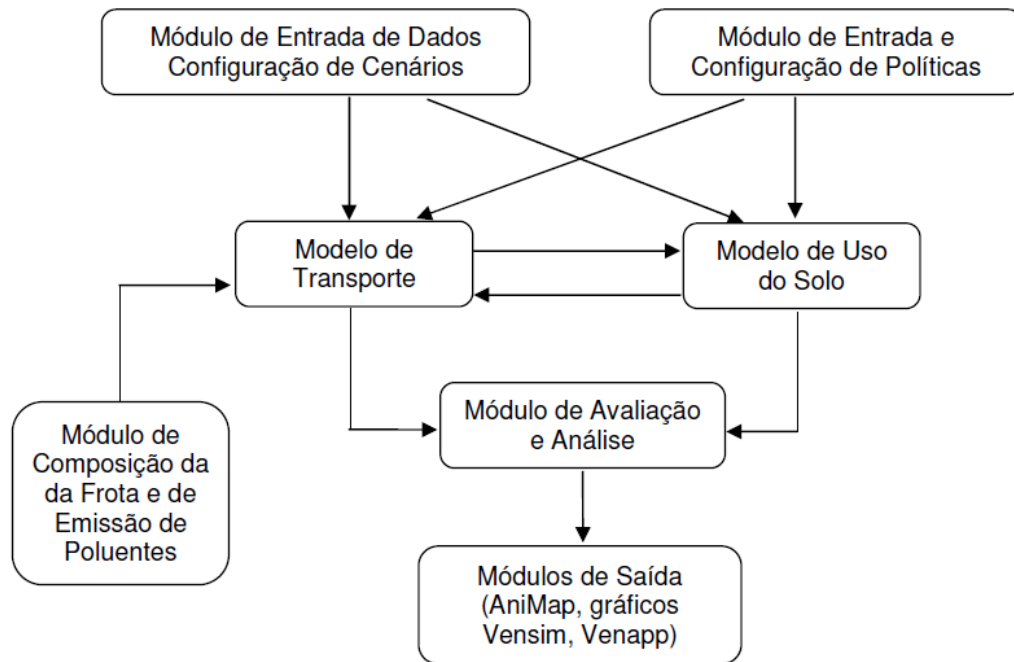 Módulo de Entrada de Dados
Configuração de Cenários
Módulo de Entrada e
Configuração de Políticas
Modelo de
Transporte
Modelo de Uso
do Solo
Módulo de
Composição da
da Frota e de
Emissão de
Poluentes
Módulo de Avaliação
e Análise
Módulos de Saída
(AniMap, gráficos
Vensim, Venapp)